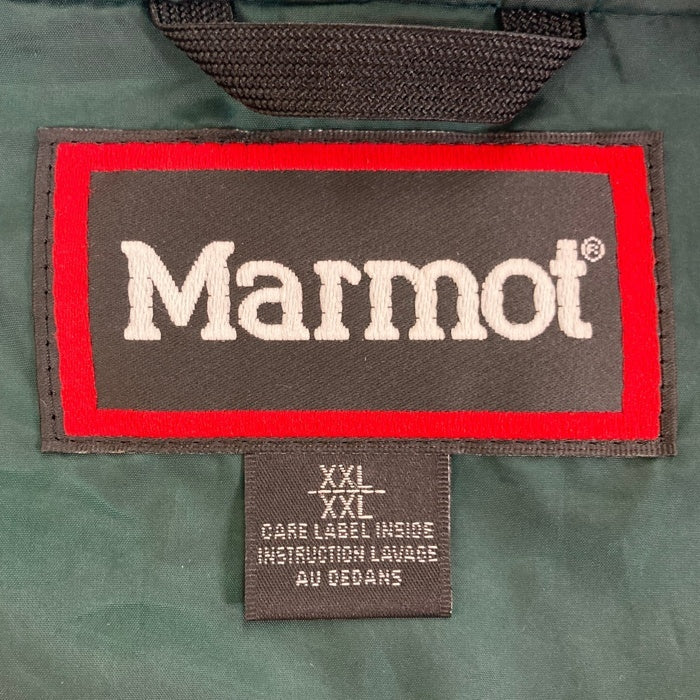 Marmot®
XXL
XXL
CARE LABEL INSIDE
INSTRUCTION LAVAGE
AU DEDANS